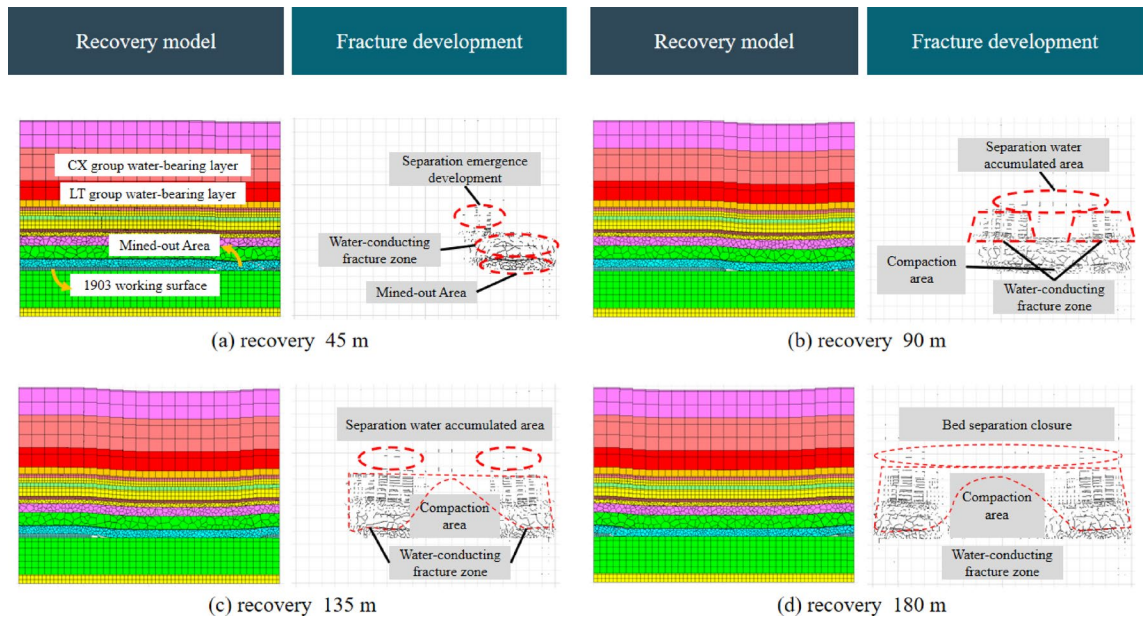 Recovery model
Fracture development
Recovery model
Fracture development
CX group water-bearing layer
LT group water-bearing layer
Mined-out Area
1903 working surface
Separation emergence
development
Water-conducting
fracture zone
Mined-out Area
(a) recovery 45 m
Separation water
accumulated area
Compaction
area
Water-conducting
fracture zone
(b) recovery 90 m
Separation water accumulated area
Compaction
area
Water-conducting
fracture zone
(c) recovery 135 m
Bed separation closure
Compaction
area
Water-conducting
fracture zone
(d) recovery 180 m